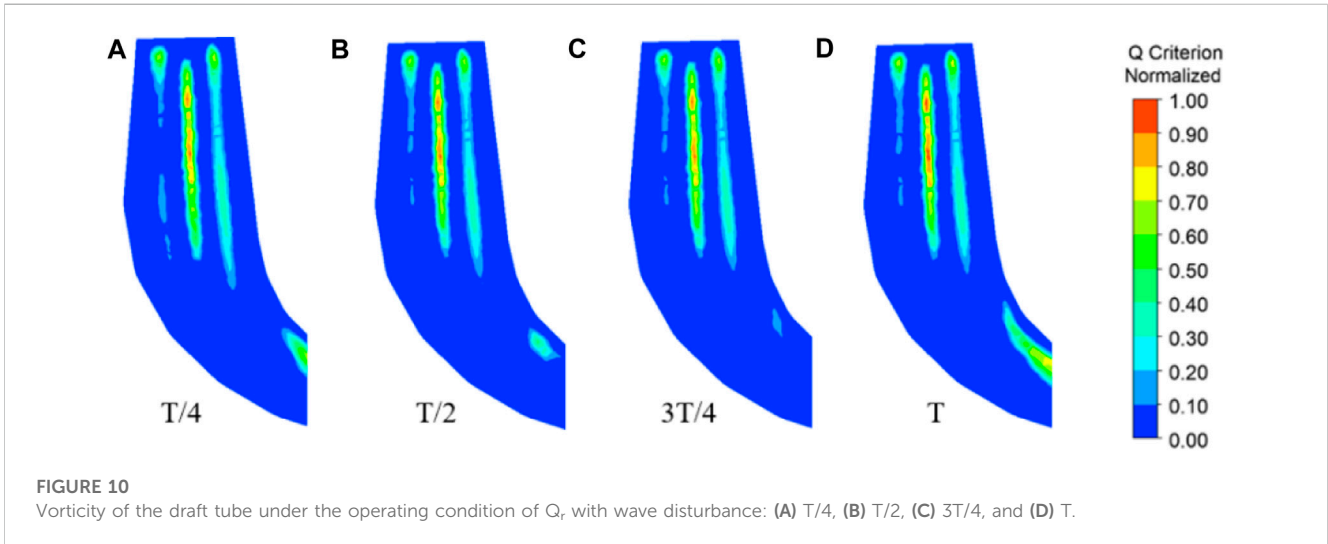 A
B
C
D
Q Criterion
Normalized
1.00
0.90
0.80
0.70
0.60
0.50
0.40
0.30
0.20
0.10
0.00
T/4
T/2
3T/4
T
FIGURE 10
Vorticity of the draft tube under the operating condition of Qr with wave disturbance: (A) T/4, (B) T/2, (C) 3T/4, and (D) T.